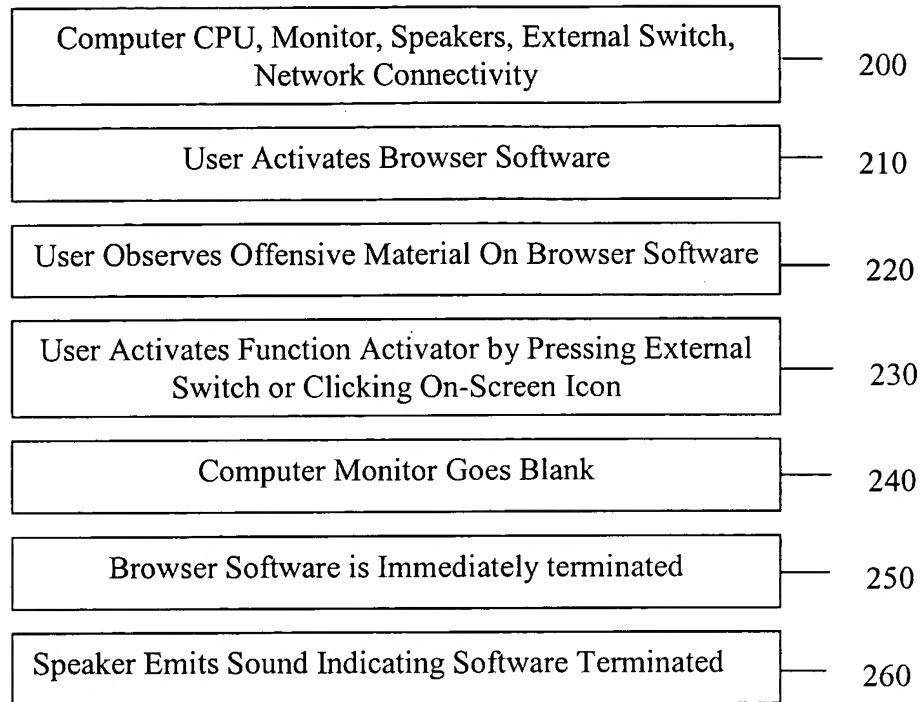 Computer CPU, Monitor, Speakers, External Switch,
Network Connectivity
200
User Activates Browser Software
210
User Observes Offensive Material On Browser Software
220
User Activates Function Activator by Pressing External
Switch or Clicking On-Screen Icon
230
Computer Monitor Goes Blank
240
Browser Software is Immediately terminated
250
Speaker Emits Sound Indicating Software Terminated
260